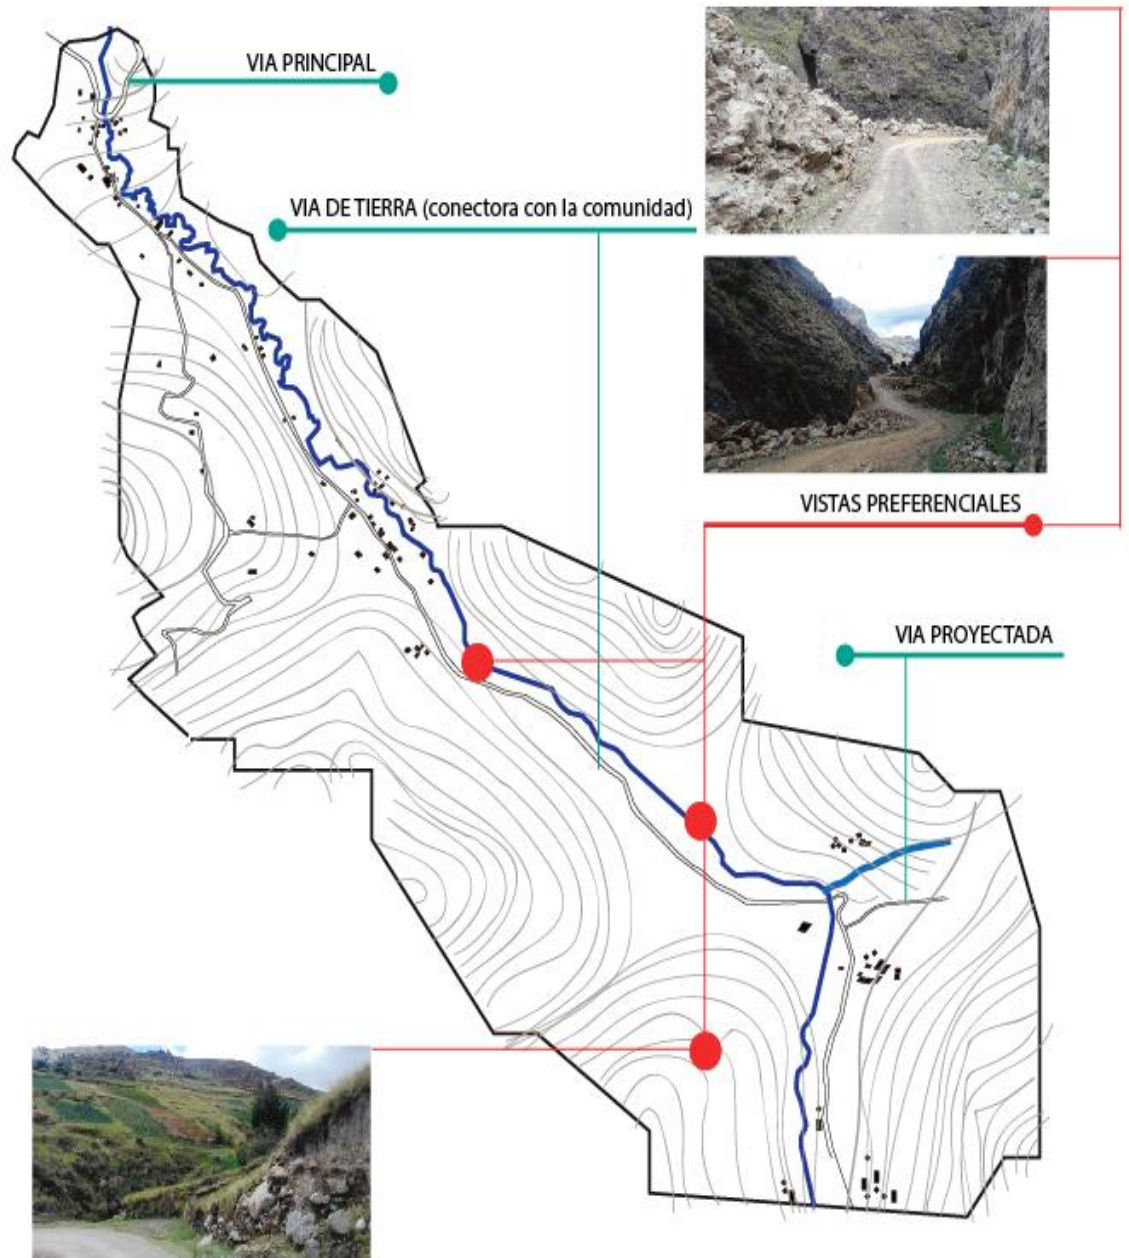 VIA PRINCIPAL
VIA DE TIERRA (conectora con la comunidad)
VISTAS PREFERENCIALES
VIA PROYECTADA